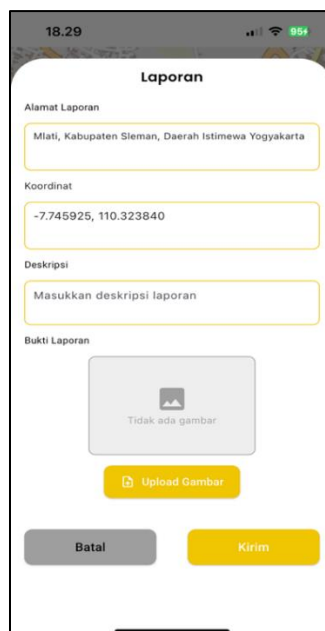 18.29
95
Laporan
Alamat Laporan
Mlati, Kabupaten Sleman, Daerah Istimewa Yogyakarta
Koordinat
-7.745925, 110.323840
Deskripsi
Masukkan deskripsi laporan
Bukti Laporan
Tidak ada gambar
Upload Gambar
Batal
Kirim